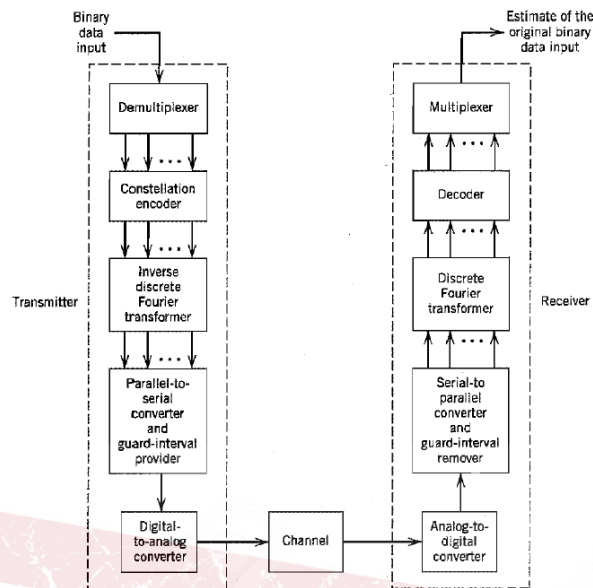 Binary
data
input
Demultiplexer
Constellation
encoder
Inverse
discrete
Fourier
transformer
Parallel-to-
serial
converter
and
guard-interval
provider
Digital-
to-analog
converter
Transmitter
Channel
Estimate of the
original binary
data input
Multiplexer
Decoder
Discrete
Fourier
transformer
Serial-to
parallel
converter
and
guard-interval
remover
Analog-to-
digital
converter
Receiver